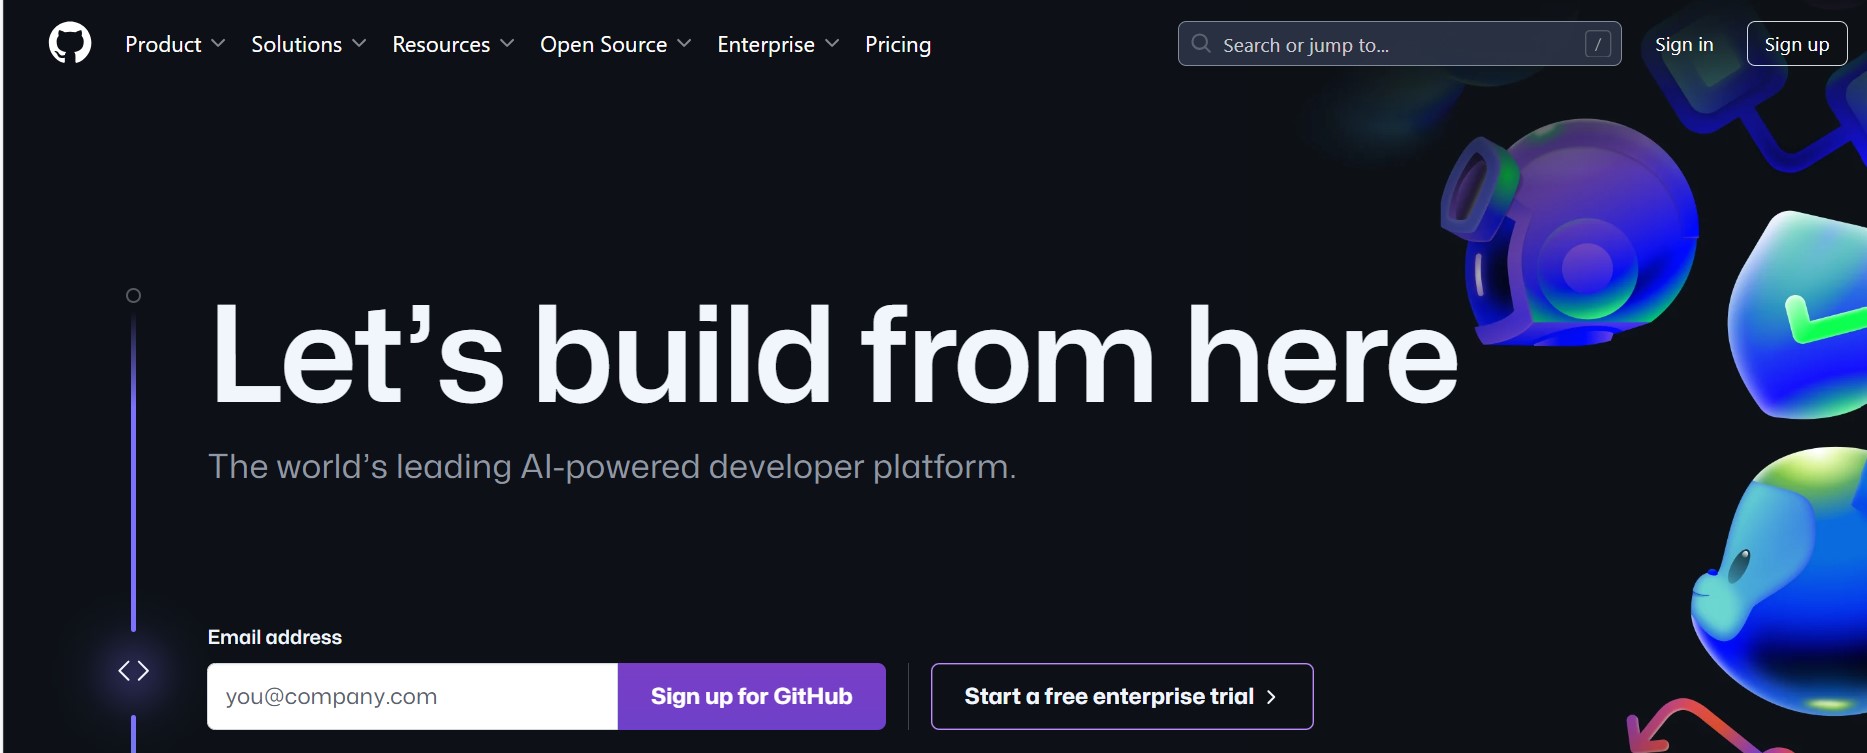 Product Solutions Resources Open Source Enterprise Pricing Search or jump to... / Sign in Sign up
Let’s build from here
The world’s leading AI-powered developer platform.
Email address
you@company.com Sign up for GitHub Start a free enterprise trial